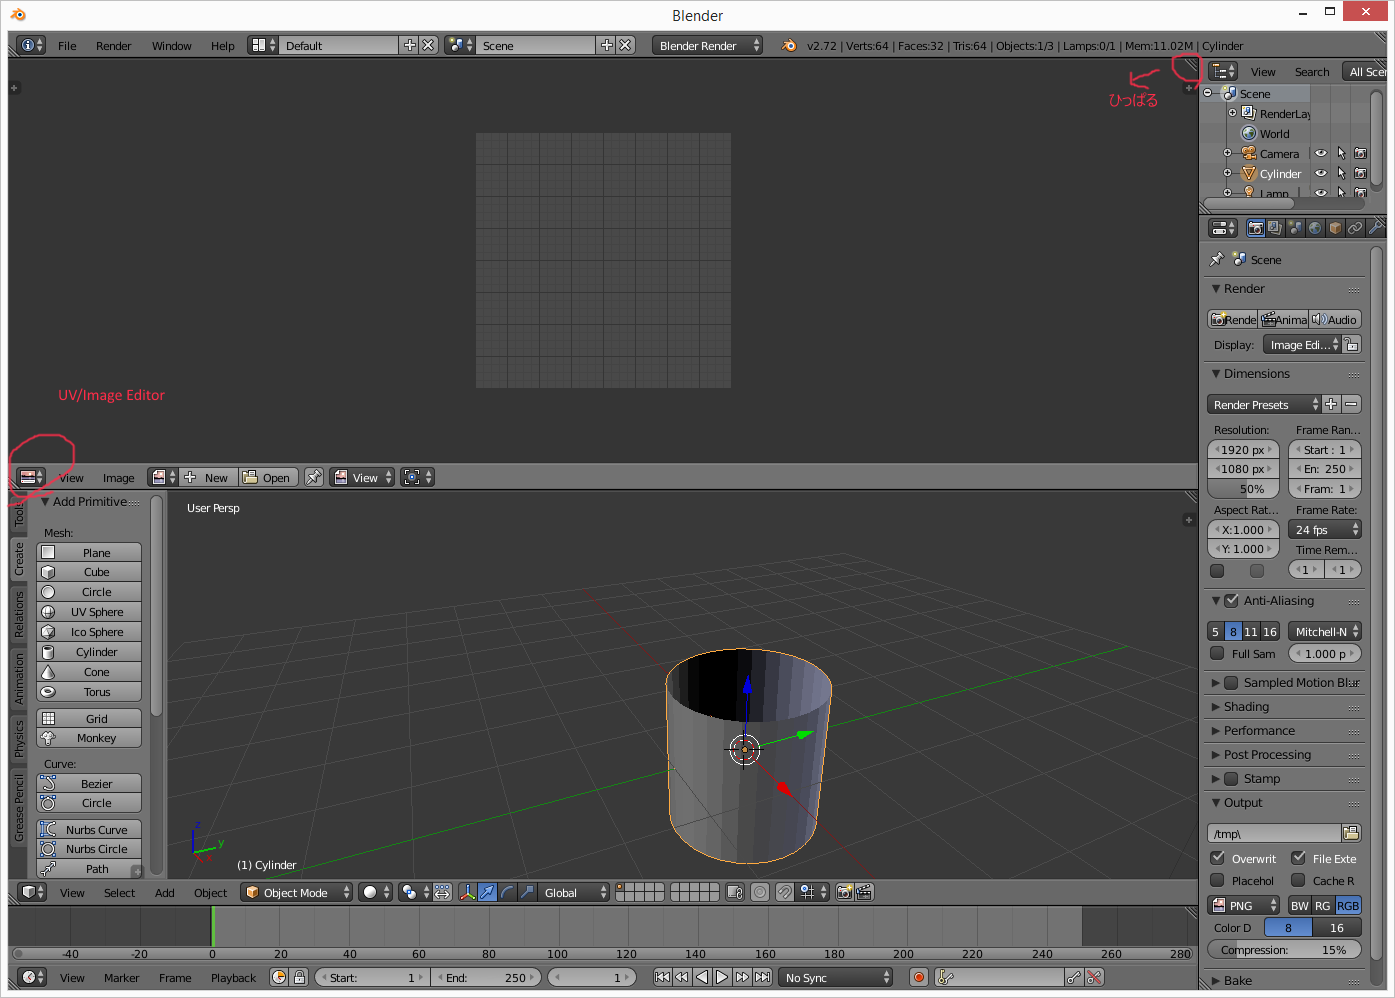 Blender
File Render Window Help Default Scene Blender Render v2.72 | Verts:64 | Faces:32 | Tris:64 | Objects:1/3 | Lamps:0/1 | Mem:11.02M | Cylinder
View Search All Scen
ひっぱる
Scene
RenderLay
World
Camera
Cylinder
Lamp
Scene
Render
Rende Anima Audio
Display: Image Edi...
Dimensions
Render Presets
Resolution: Frame Ran...
1920 px Start : 1
1080 px En: 250
50% Fram: 1
Aspect Rat... Frame Rate:
X:1.000 24 fps
Y: 1.000 Time Rem...
1 1
Anti-Aliasing
5 8 11 16 Mitchell-N
Full Sam 1.000 p
Sampled Motion Blur
Shading
Performance
Post Processing
Stamp
Output
/tmp\
Overwrit File Exte
Placehol Cache R
PNG BW RG RGB
Color D 8 16
Compression: 15%
Bake
UV/Image Editor
View Image New Open View
Tools
Create
Relations
Animation
Physics
Grease Pencil
Add Primitive
Mesh:
Plane
Cube
Circle
UV Sphere
Ico Sphere
Cylinder
Cone
Torus
Grid
Monkey
Curve:
Bezier
Circle
Nurbs Curve
Nurbs Circle
Path
User Persp
z
y
x
(1) Cylinder
View Select Add Object Object Mode Global
-40 -20 0 20 40 60 80 100 120 140 160 180 200 220 240 260 280
View Marker Frame Playback Start: 1 End: 250 1 No Sync